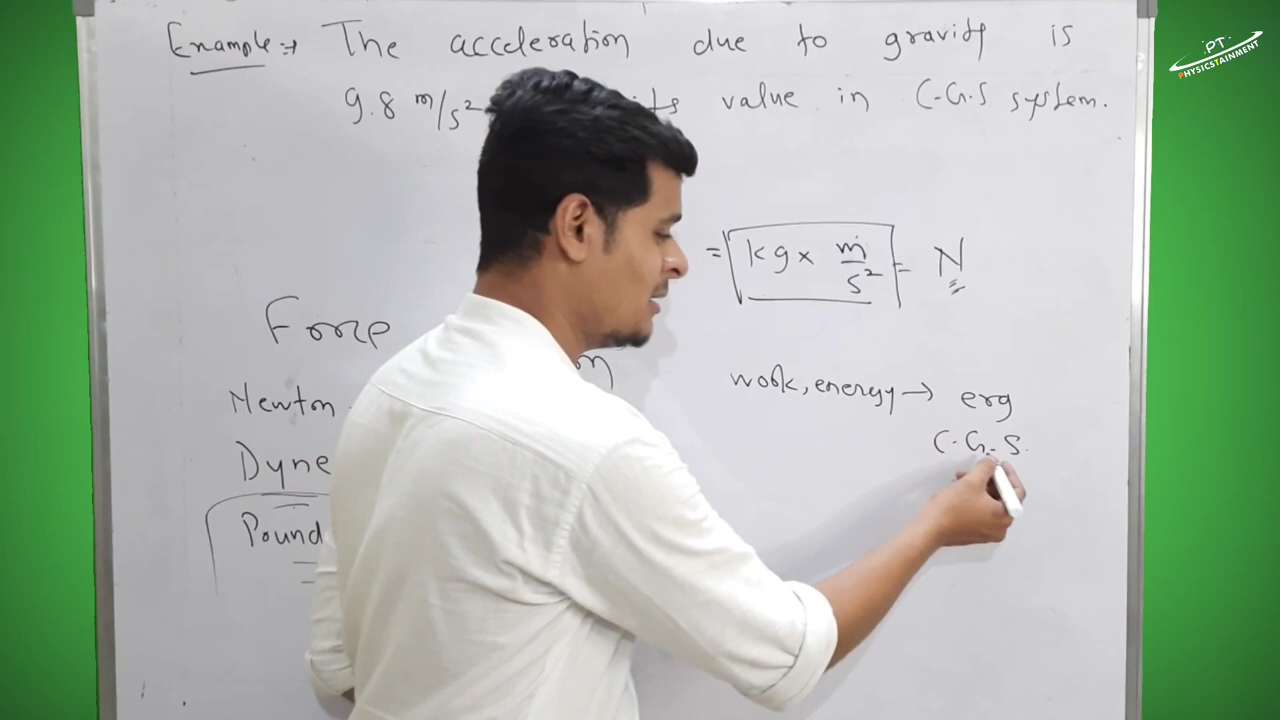 Example :→ The acceleration due to gravity is
9.8 m/s² value in C.G.S system.
= kg x m/s² = N
Force
work, energy → erg
Newton
C.G.S.
Dyne
Pound
PT
PHYSICSTAINMENT